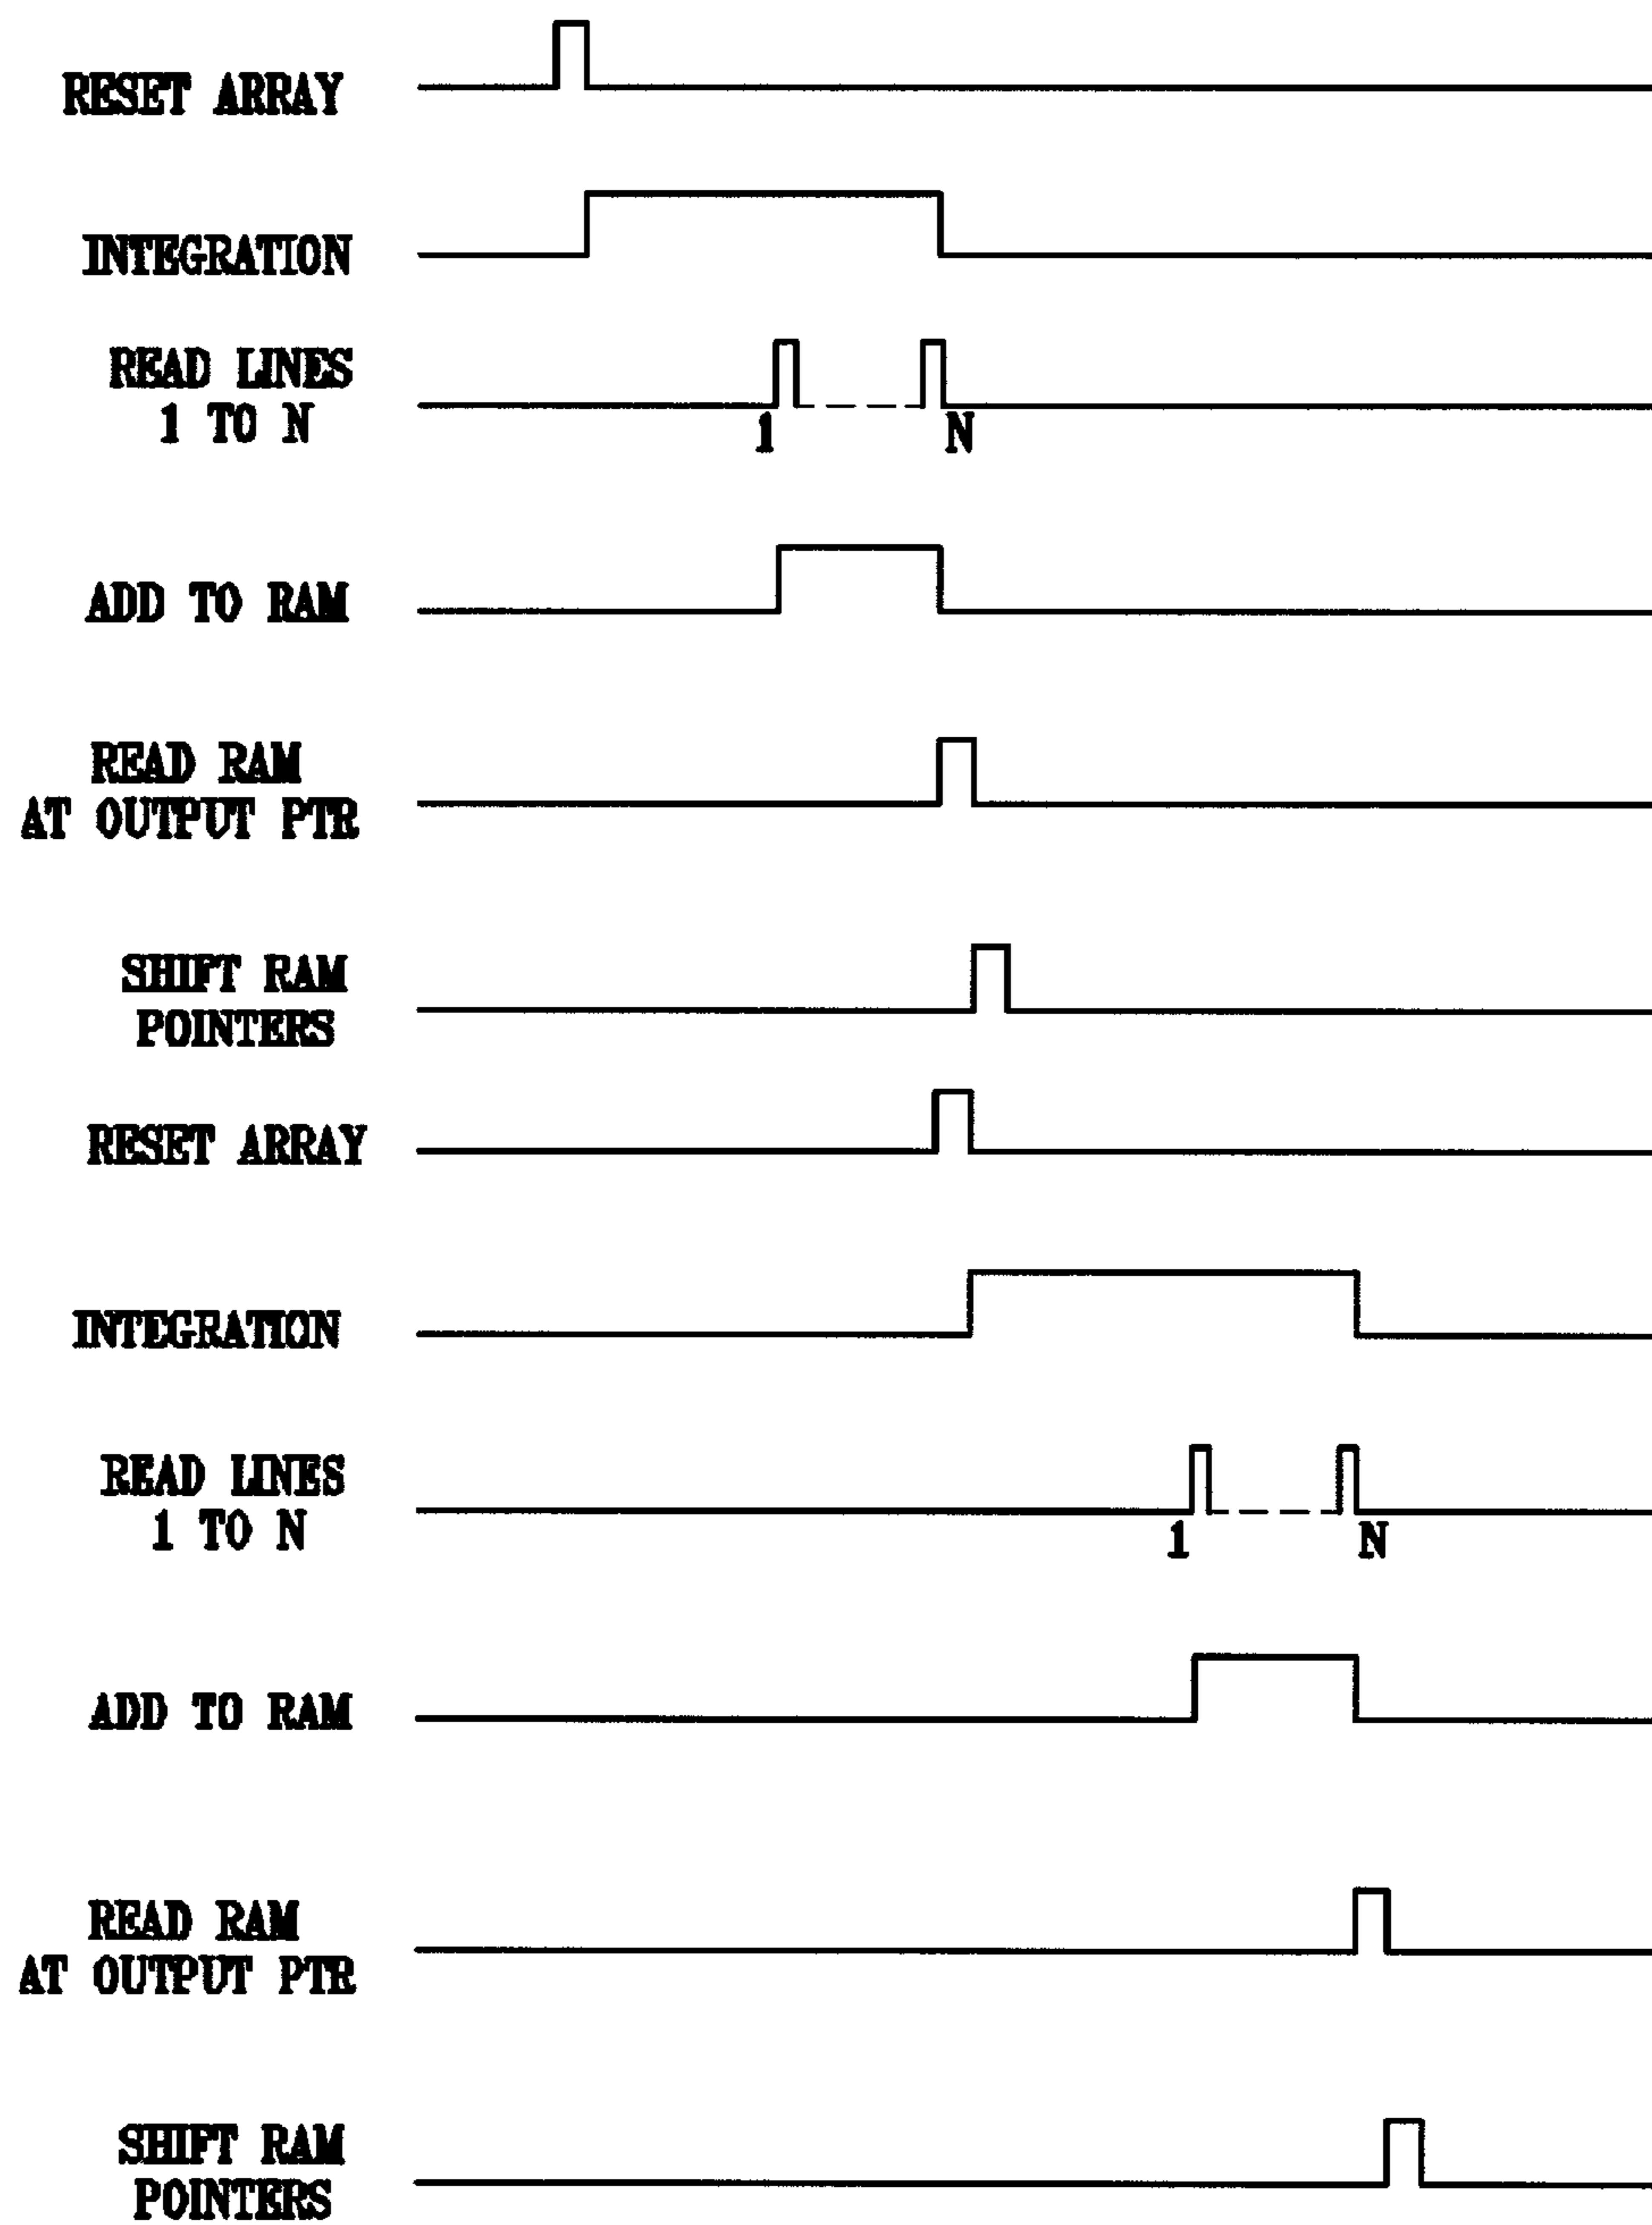 RESET ARRAY
INTEGRATION
READ LINES
1 TO N
1 N
ADD TO RAM
READ RAM
AT OUTPUT PTR
SHIFT RAM
POINTERS
RESET ARRAY
INTEGRATION
READ LINES
1 TO N
1 N
ADD TO RAM
READ RAM
AT OUTPUT PTR
SHIFT RAM
POINTERS